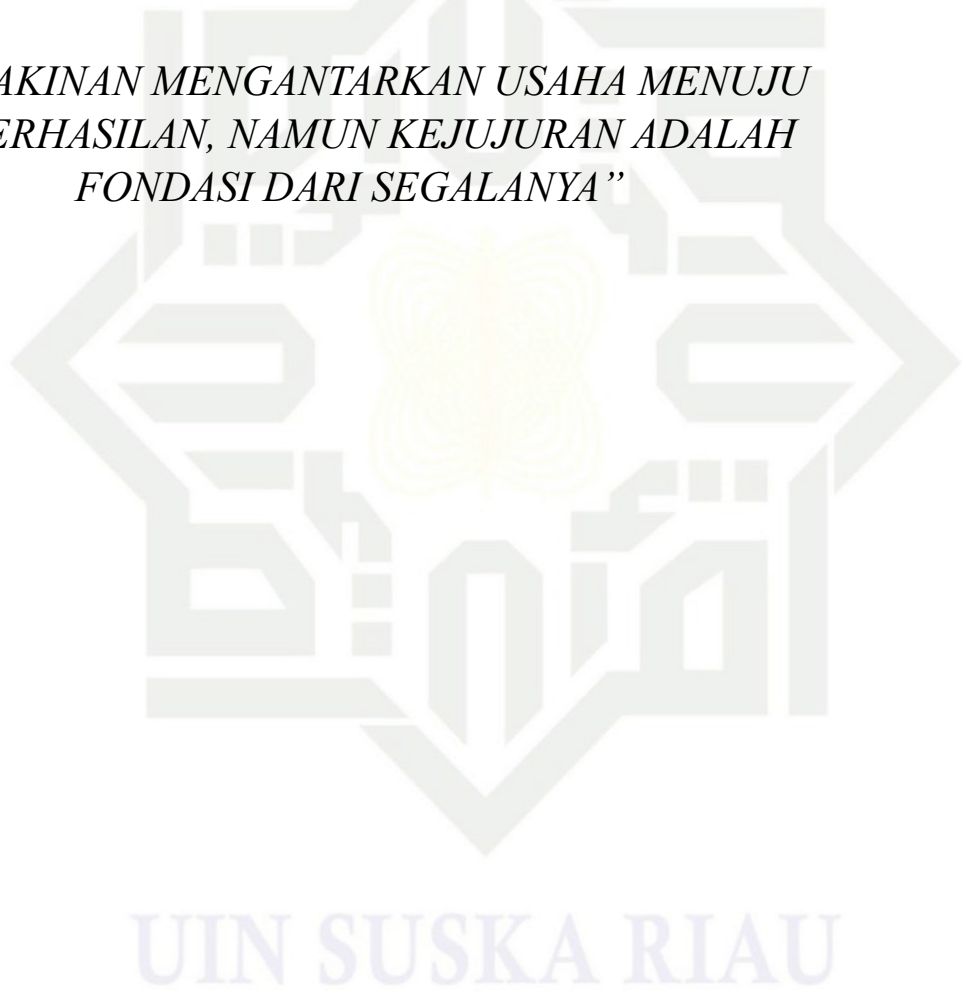 AKINAN MENGANTARKAN USAHA MENUJU
ERHASILAN, NAMUN KEJUJURAN ADALAH
FONDASI DARI SEGALANYA”
UIN SUSKA RIAU